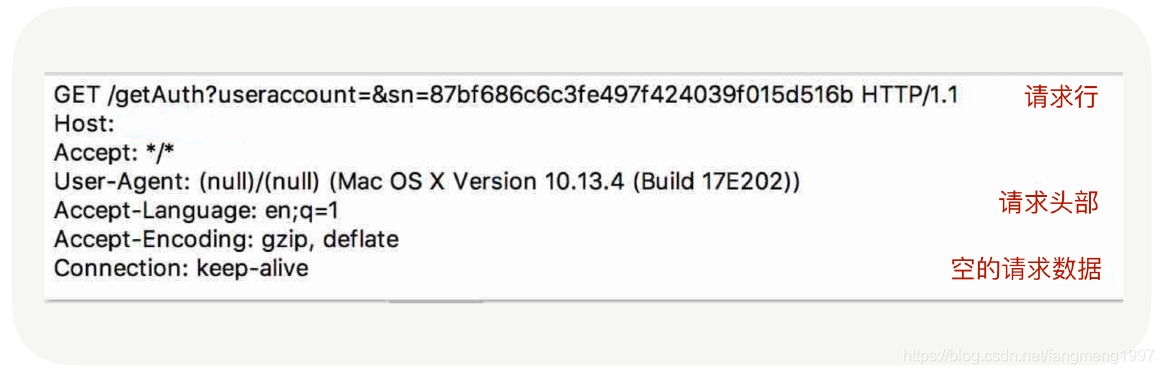 GET /getAuth?useraccount=&sn=87bf686c6c3fe497f424039f015d516b HTTP/1.1 请求行
Host:
Accept: */*
User-Agent: (null)/(null) (Mac OS X Version 10.13.4 (Build 17E202))
请求头部
Accept-Language: en;q=1
Accept-Encoding: gzip, deflate
Connection: keep-alive 空的请求数据
https://blog.csdn.net/fangmeng1997